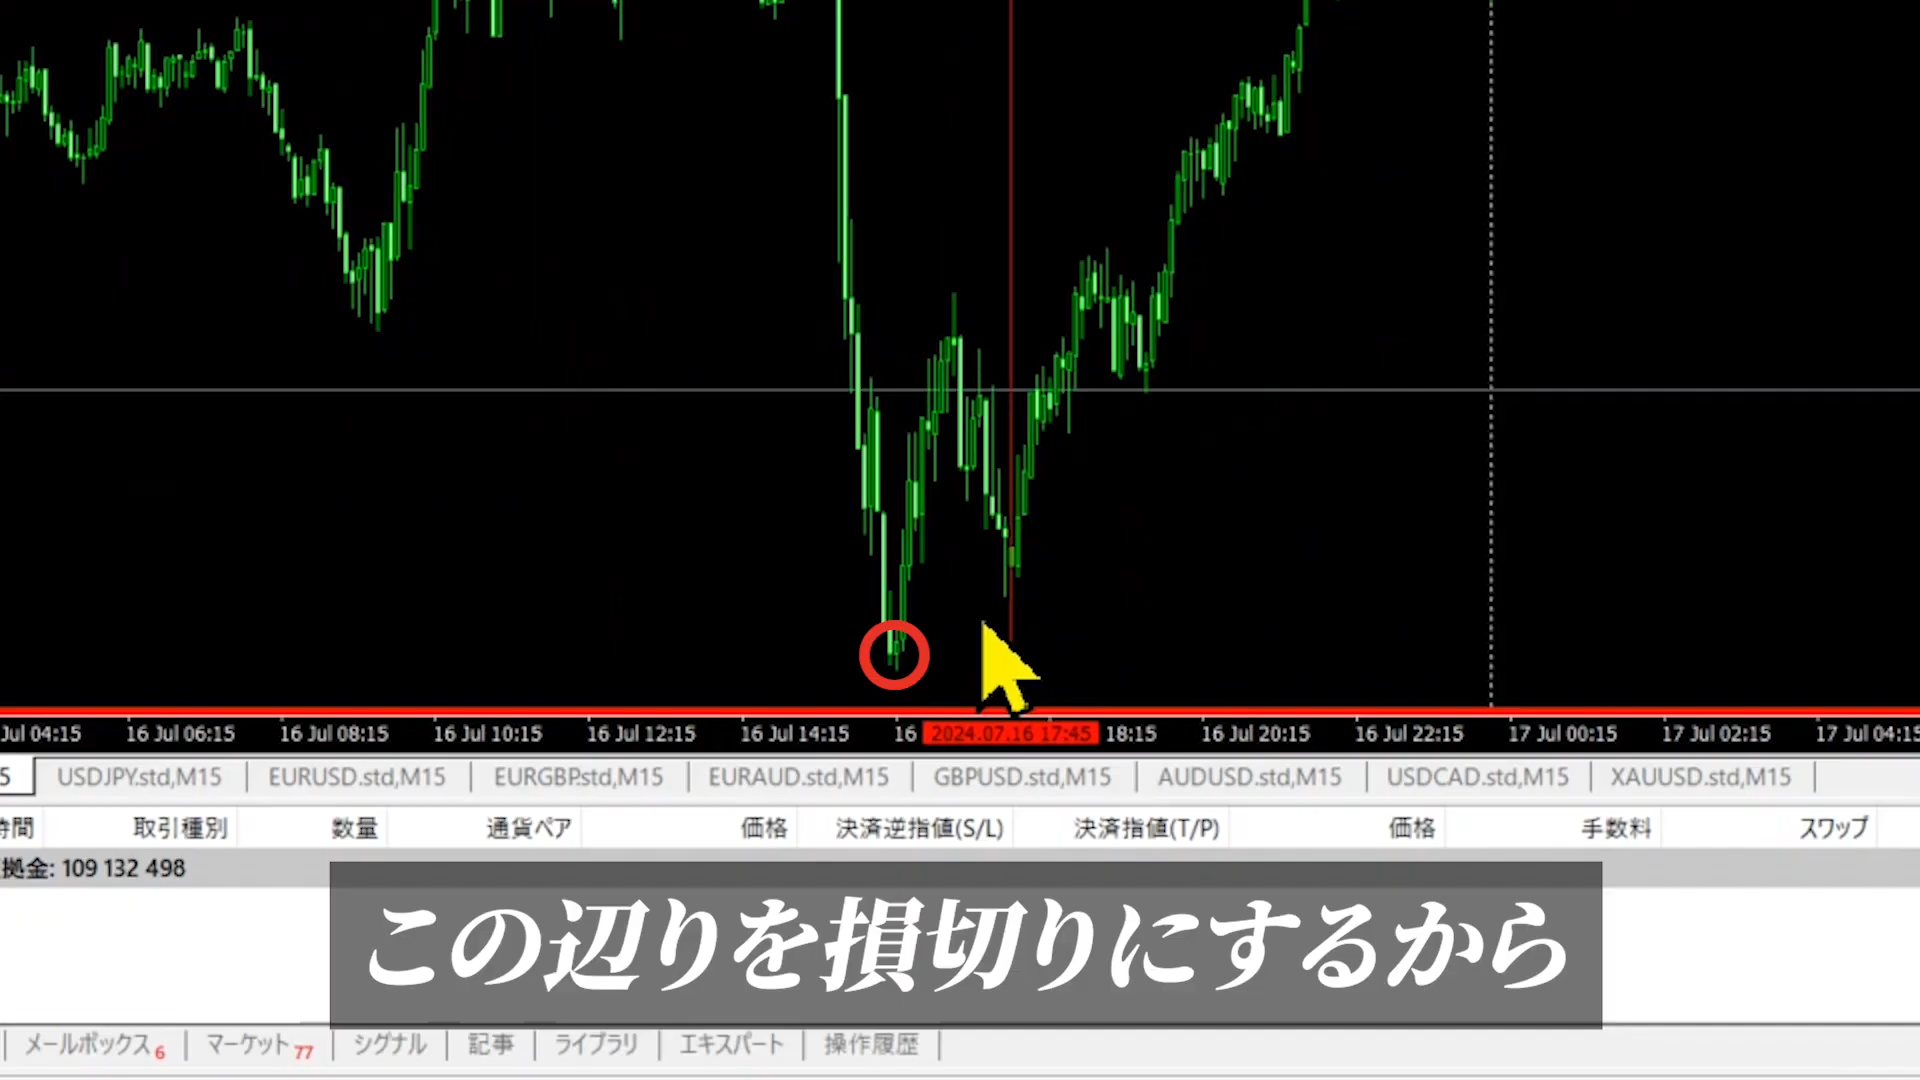 Jul 04:15 16 Jul 06:15 16 Jul 08:15 16 Jul 10:15 16 Jul 12:15 16 Jul 14:15 16 2024.07.16 17:45 18:15 16 Jul 20:15 16 Jul 22:15 17 Jul 00:15 17 Jul 02:15 17 Jul 04:15
5 USDJPY.std,M15 EURUSD.std,M15 EURGBP.std,M15 EURAUD.std,M15 GBPUSD.std,M15 AUDUSD.std,M15 USDCAD.std,M15 XAUUSD.std,M15
時間 取引種別 数量 通貨ペア 価格 決済逆指値(S/L) 決済指値(T/P) 価格 手数料 スワップ
拠金: 109 132 498
この辺りを損切りにするから
メールボックス 6 マーケット 77 シグナル 記事 ライブラリ エキスパート 操作履歴